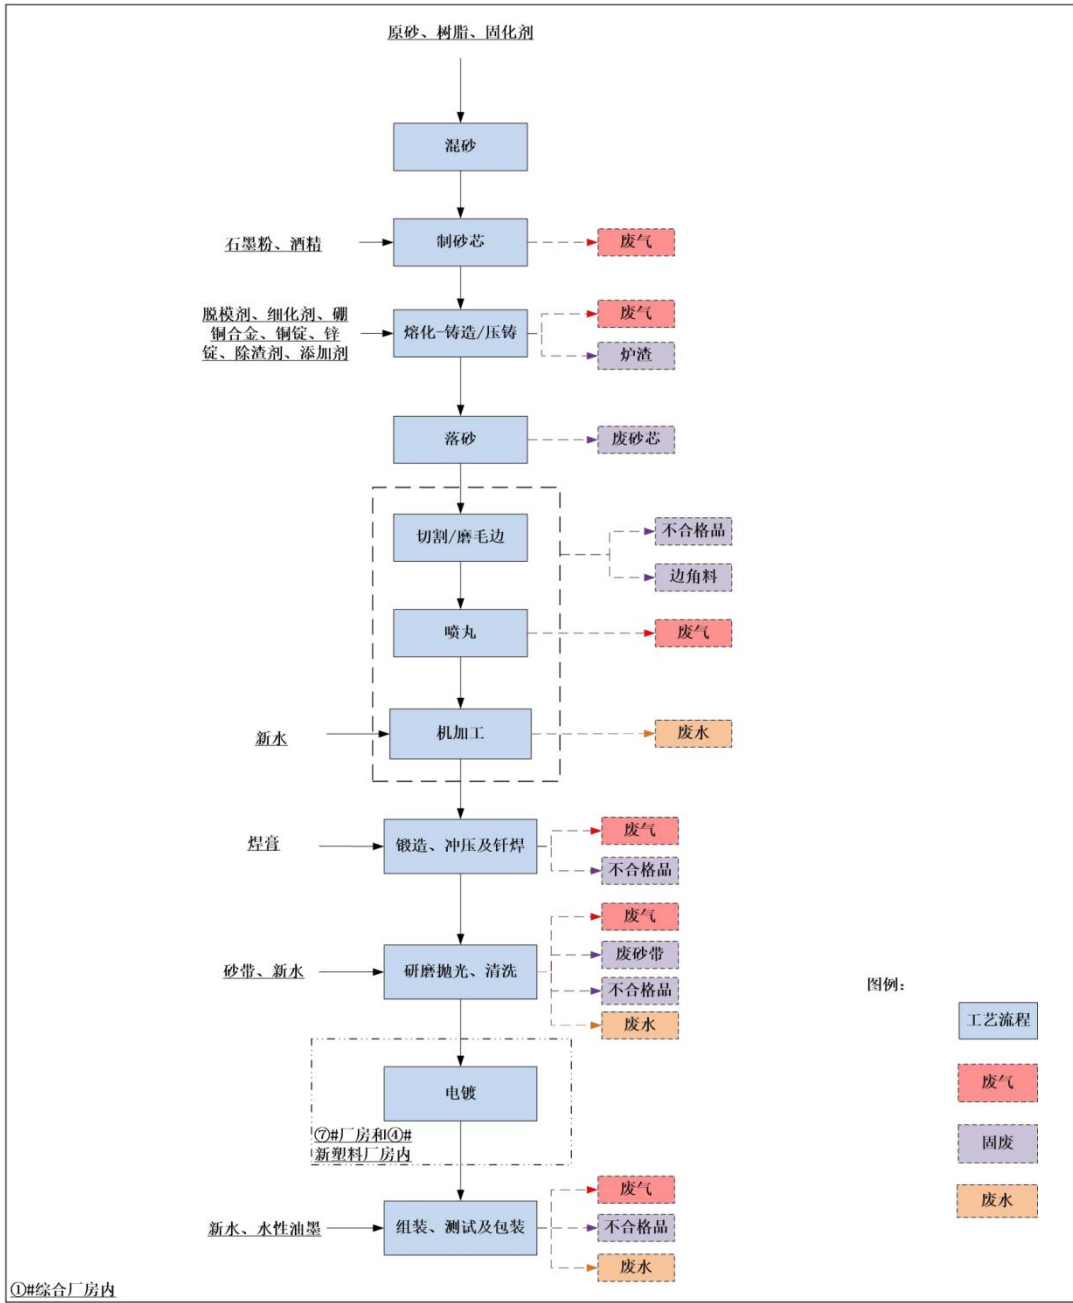 原砂、树脂、固化剂
混砂
石墨粉、酒精
制砂芯
废气
脱模剂、细化剂、硼
铜合金、铜锭、锌
锭、除渣剂、添加剂
熔化-铸造/压铸
废气
炉渣
落砂
废砂芯
切割/磨毛边
不合格品
边角料
喷丸
废气
新水
机加工
废水
焊膏
锻造、冲压及钎焊
废气
不合格品
砂带、新水
研磨抛光、清洗
废气
废砂带
不合格品
废水
电镀
⑦#厂房和④#
新塑料厂房内
新水、水性油墨
组装、测试及包装
废气
不合格品
废水
图例：
工艺流程
废气
固废
废水
①#综合厂房内